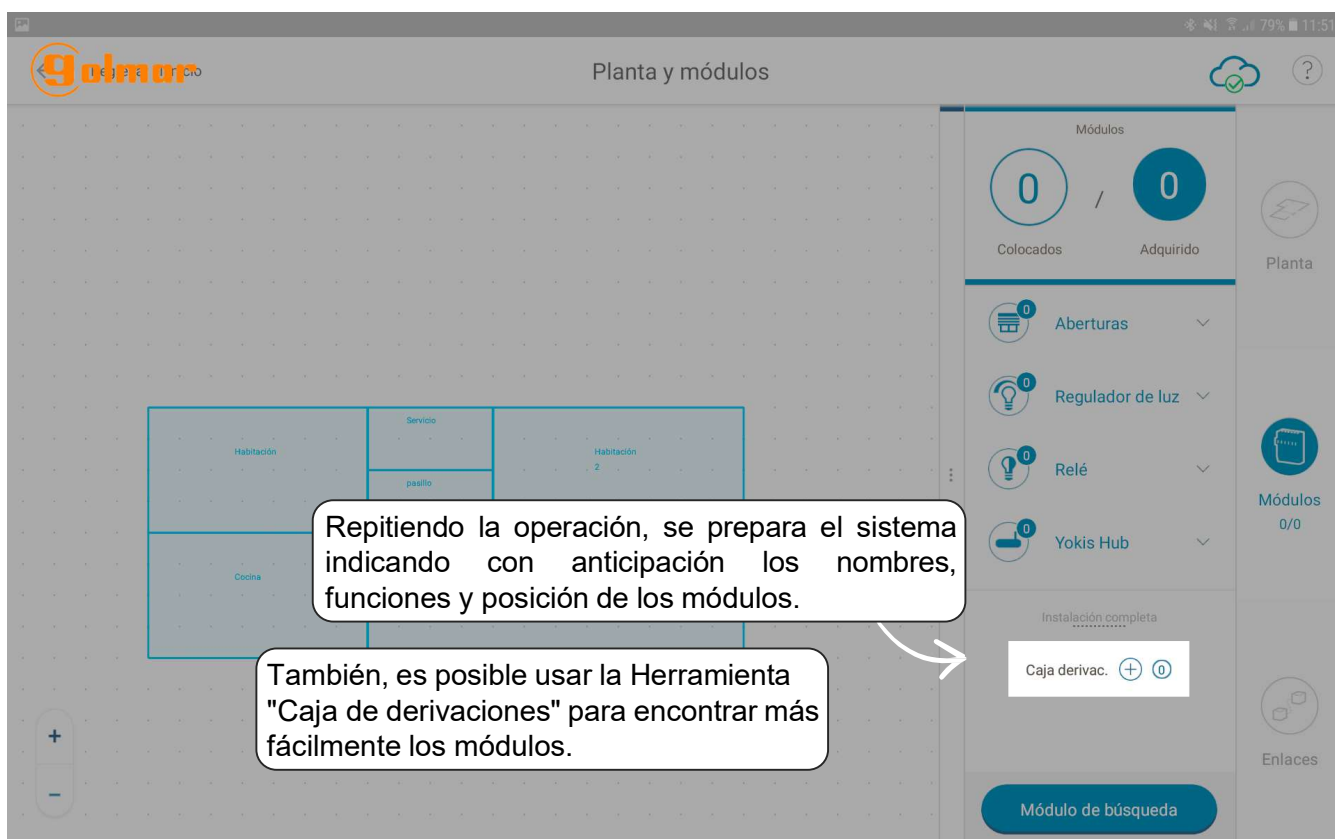 79% 11:51
golmar
Planta y módulos
?
Módulos
0 / 0
Colocados Adquirido
Planta
0 Aberturas
0 Regulador de luz
0 Relé
0 Yokis Hub
Módulos
0/0
Habitación
Servicio
Habitación
2
pasillo
Cocina
Repitiendo la operación, se prepara el sistema
indicando con anticipación los nombres,
funciones y posición de los módulos.
Instalación completa
Caja derivac. + 0
También, es posible usar la Herramienta
"Caja de derivaciones" para encontrar más
fácilmente los módulos.
+
−
Enlaces
Módulo de búsqueda